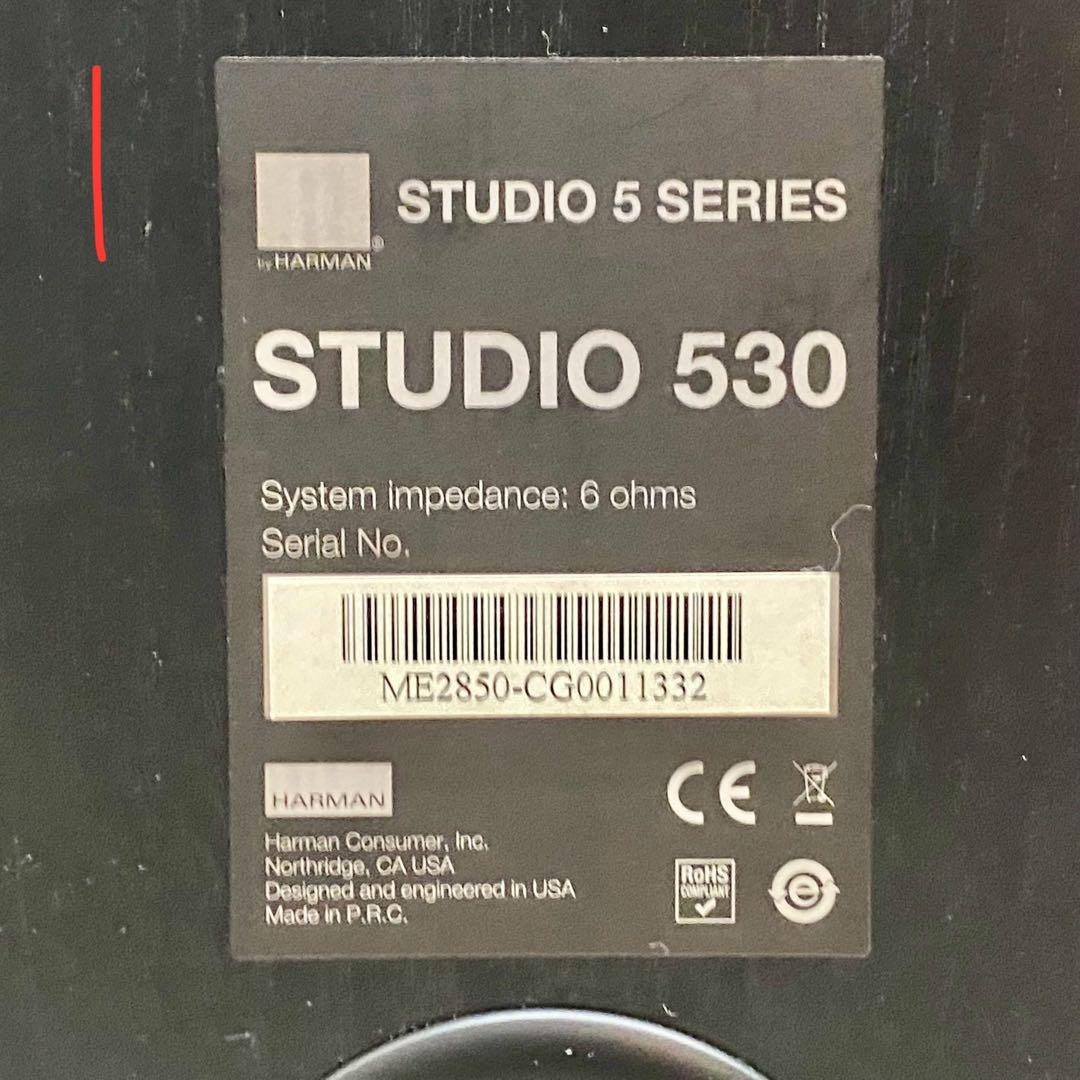 STUDIO 5 SERIES
by HARMAN®
STUDIO 530
System impedance: 6 ohms
Serial No.
ME2850-CG0011332
HARMAN
Harman Consumer, Inc.
Northridge, CA USA
Designed and engineered in USA
Made in P.R.C.
CE
RoHS
COMPLIANT
e